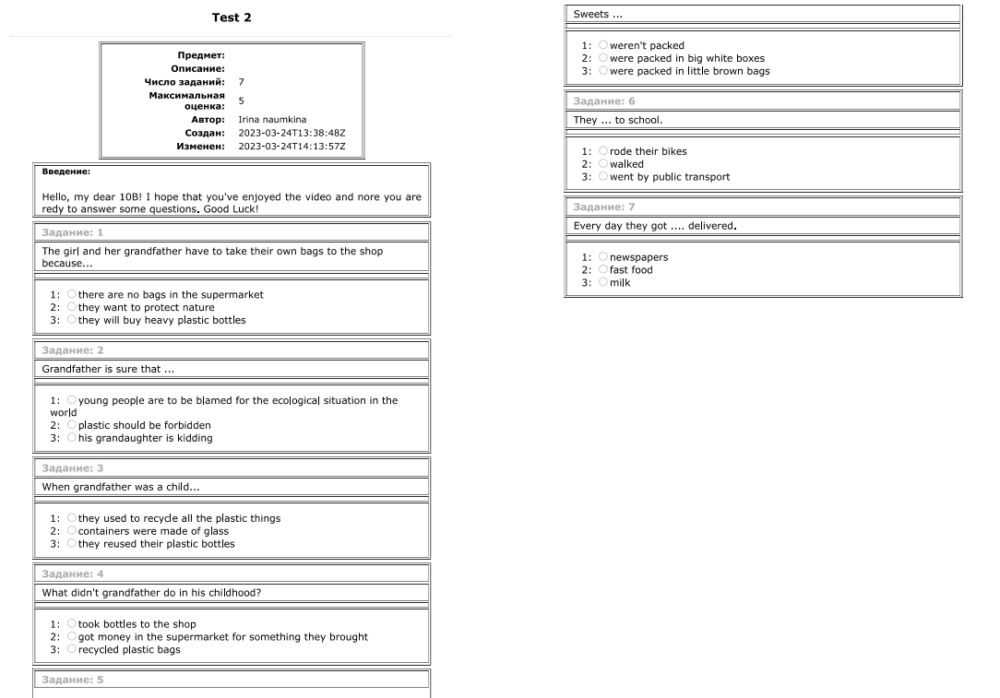 Test 2
Предмет:
Описание:
Число заданий: 7
Максимальная
оценка: 5
Автор: Irina naumkina
Создан: 2023-03-24T13:38:48Z
Изменен: 2023-03-24T14:13:57Z
Введение:
Hello, my dear 10B! I hope that you've enjoyed the video and nore you are
redy to answer some questions. Good Luck!
Задание: 1
The girl and her grandfather have to take their own bags to the shop
because...
1: there are no bags in the supermarket
2: they want to protect nature
3: they will buy heavy plastic bottles
Задание: 2
Grandfather is sure that ...
1: young people are to be blamed for the ecological situation in the
world
2: plastic should be forbidden
3: his grandaughter is kidding
Задание: 3
When grandfather was a child...
1: they used to recycle all the plastic things
2: containers were made of glass
3: they reused their plastic bottles
Задание: 4
What didn't grandfather do in his childhood?
1: took bottles to the shop
2: got money in the supermarket for something they brought
3: recycled plastic bags
Задание: 5
Sweets ...
1: weren't packed
2: were packed in big white boxes
3: were packed in little brown bags
Задание: 6
They ... to school.
1: rode their bikes
2: walked
3: went by public transport
Задание: 7
Every day they got .... delivered.
1: newspapers
2: fast food
3: milk